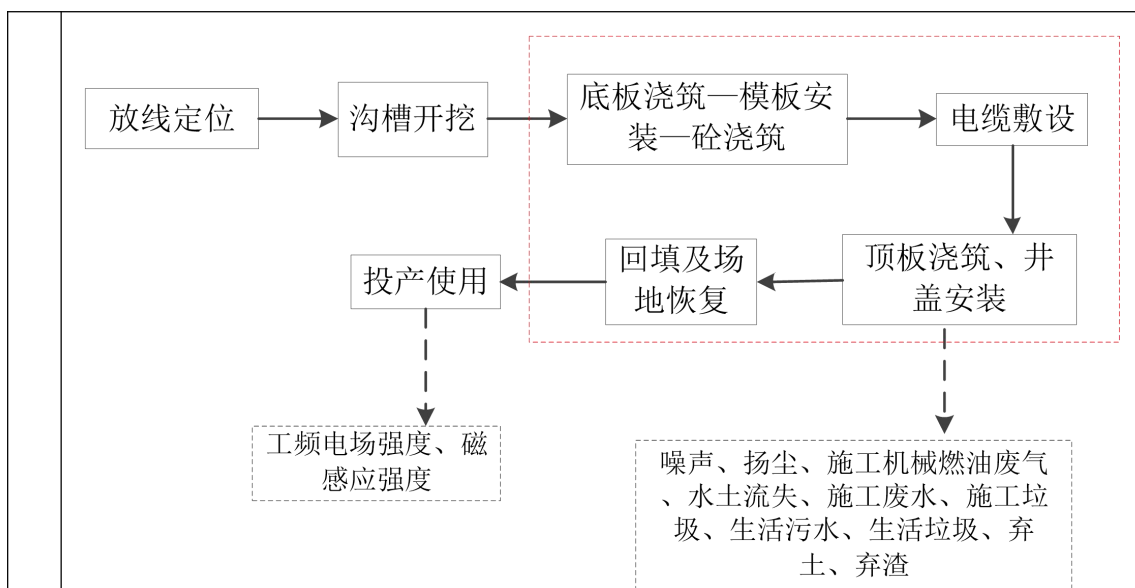 放线定位
沟槽开挖
底板浇筑—模板安
装—砼浇筑
电缆敷设
顶板浇筑、井
盖安装
回填及场
地恢复
投产使用
工频电场强度、磁
感应强度
噪声、扬尘、施工机械燃油废气
、水土流失、施工废水、施工垃
圾、生活污水、生活垃圾、弃
土、弃渣